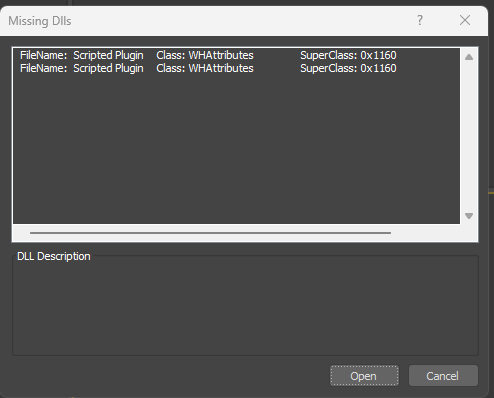 Missing Dlls
?
FileName: Scripted Plugin Class: WHAttributes SuperClass: 0x1160
FileName: Scripted Plugin Class: WHAttributes SuperClass: 0x1160
DLL Description
Open Cancel